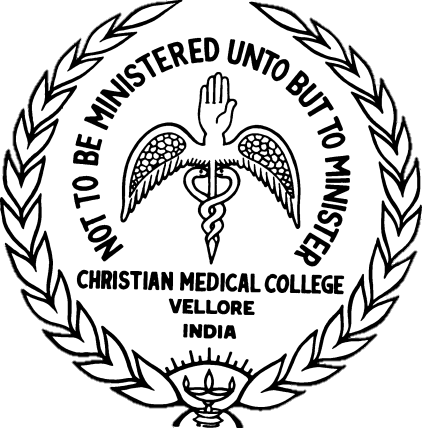 NOT TO BE MINISTERED UNTO BUT TO MINISTER
CHRISTIAN MEDICAL COLLEGE
VELLORE
INDIA